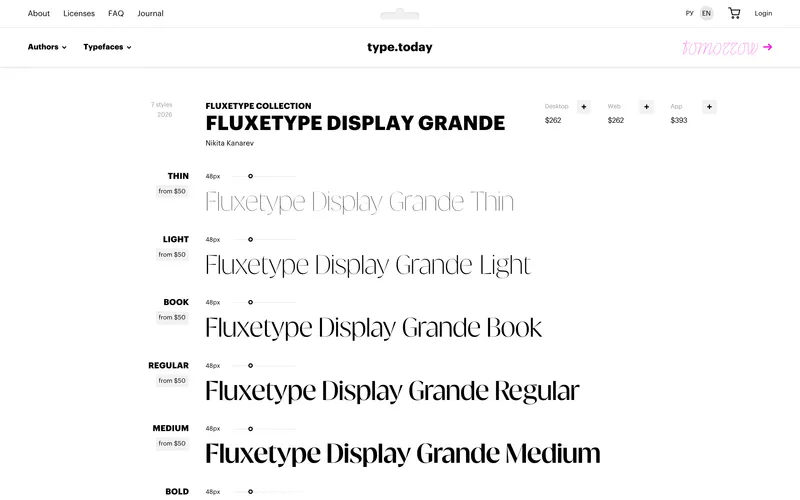 About Licenses FAQ Journal РУ EN Login
Authors Typefaces type.today tomorrow →
7 styles
2026
FLUXETYPE COLLECTION
FLUXETYPE DISPLAY GRANDE
Nikita Kanarev
Desktop + Web + App +
$262 $262 $393
THIN 48px
from $50
Fluxetype Display Grande Thin
LIGHT 48px
from $50
Fluxetype Display Grande Light
BOOK 48px
from $50
Fluxetype Display Grande Book
REGULAR 48px
from $50
Fluxetype Display Grande Regular
MEDIUM 48px
from $50
Fluxetype Display Grande Medium
BOLD 48px